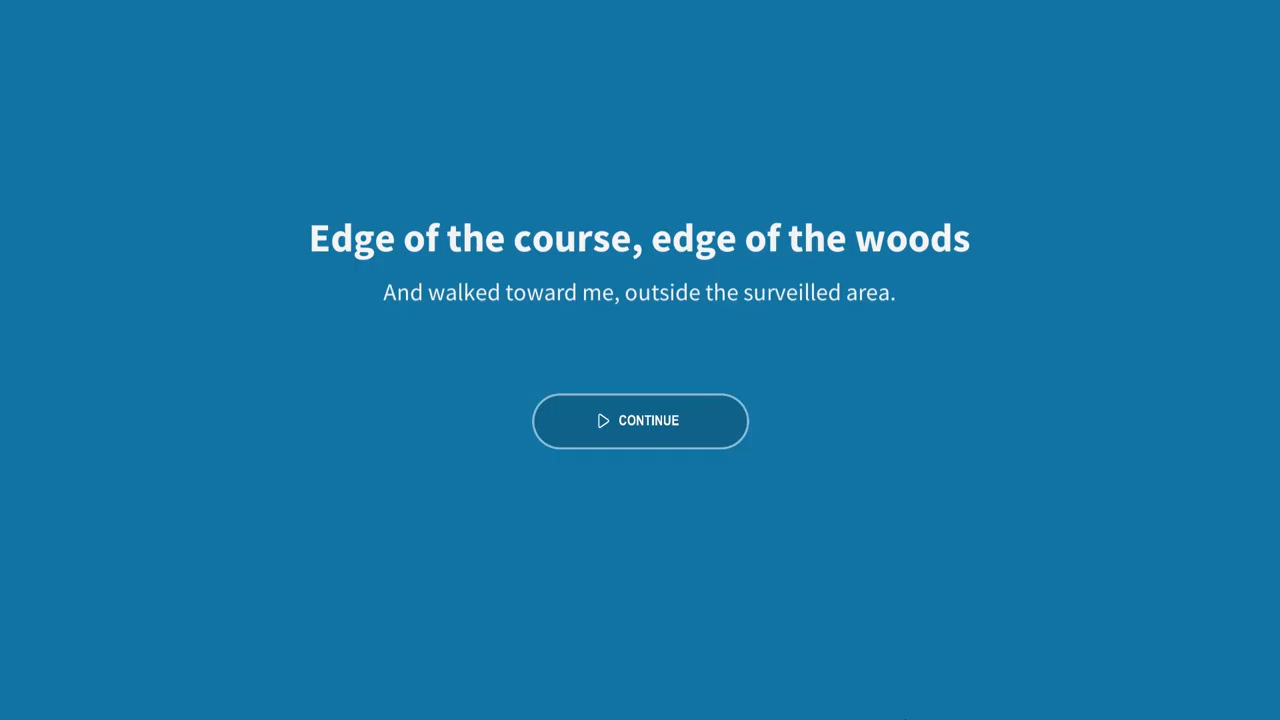 Edge of the course, edge of the woods
And walked toward me, outside the surveilled area.
CONTINUE